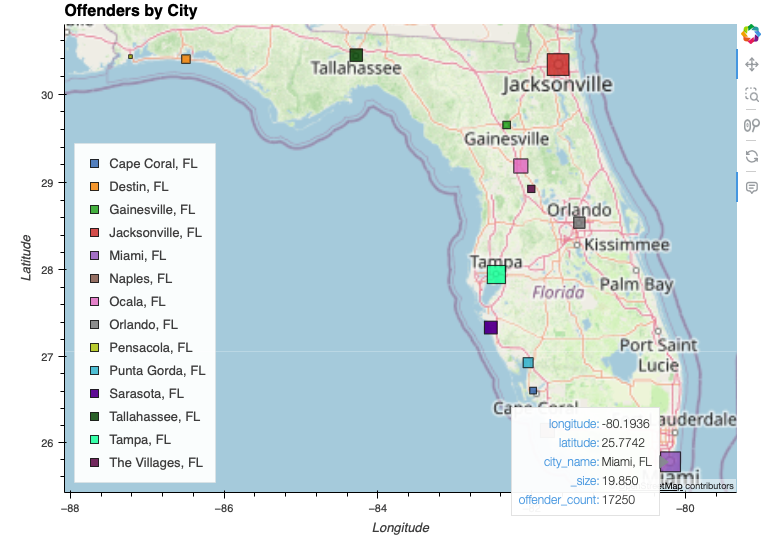 Offenders by City
Tallahassee
Jacksonville
30
Gainesville
29
Cape Coral, FL
Destin, FL
Gainesville, FL
Jacksonville, FL
Miami, FL
Naples, FL
Ocala, FL
Orlando, FL
Pensacola, FL
Punta Gorda, FL
Sarasota, FL
Tallahassee, FL
Tampa, FL
The Villages, FL
Orlando
Kissimmee
Tampa
28
Palm Bay
Florida
Latitude
27
Port Saint
Lucie
Cape Coral
auderdale
26
longitude: -80.1936
latitude: 25.7742
city_name: Miami, FL
_size: 19.850
offender_count: 17250
iami
etMap contributors
−88
−86
−84
−80
Longitude